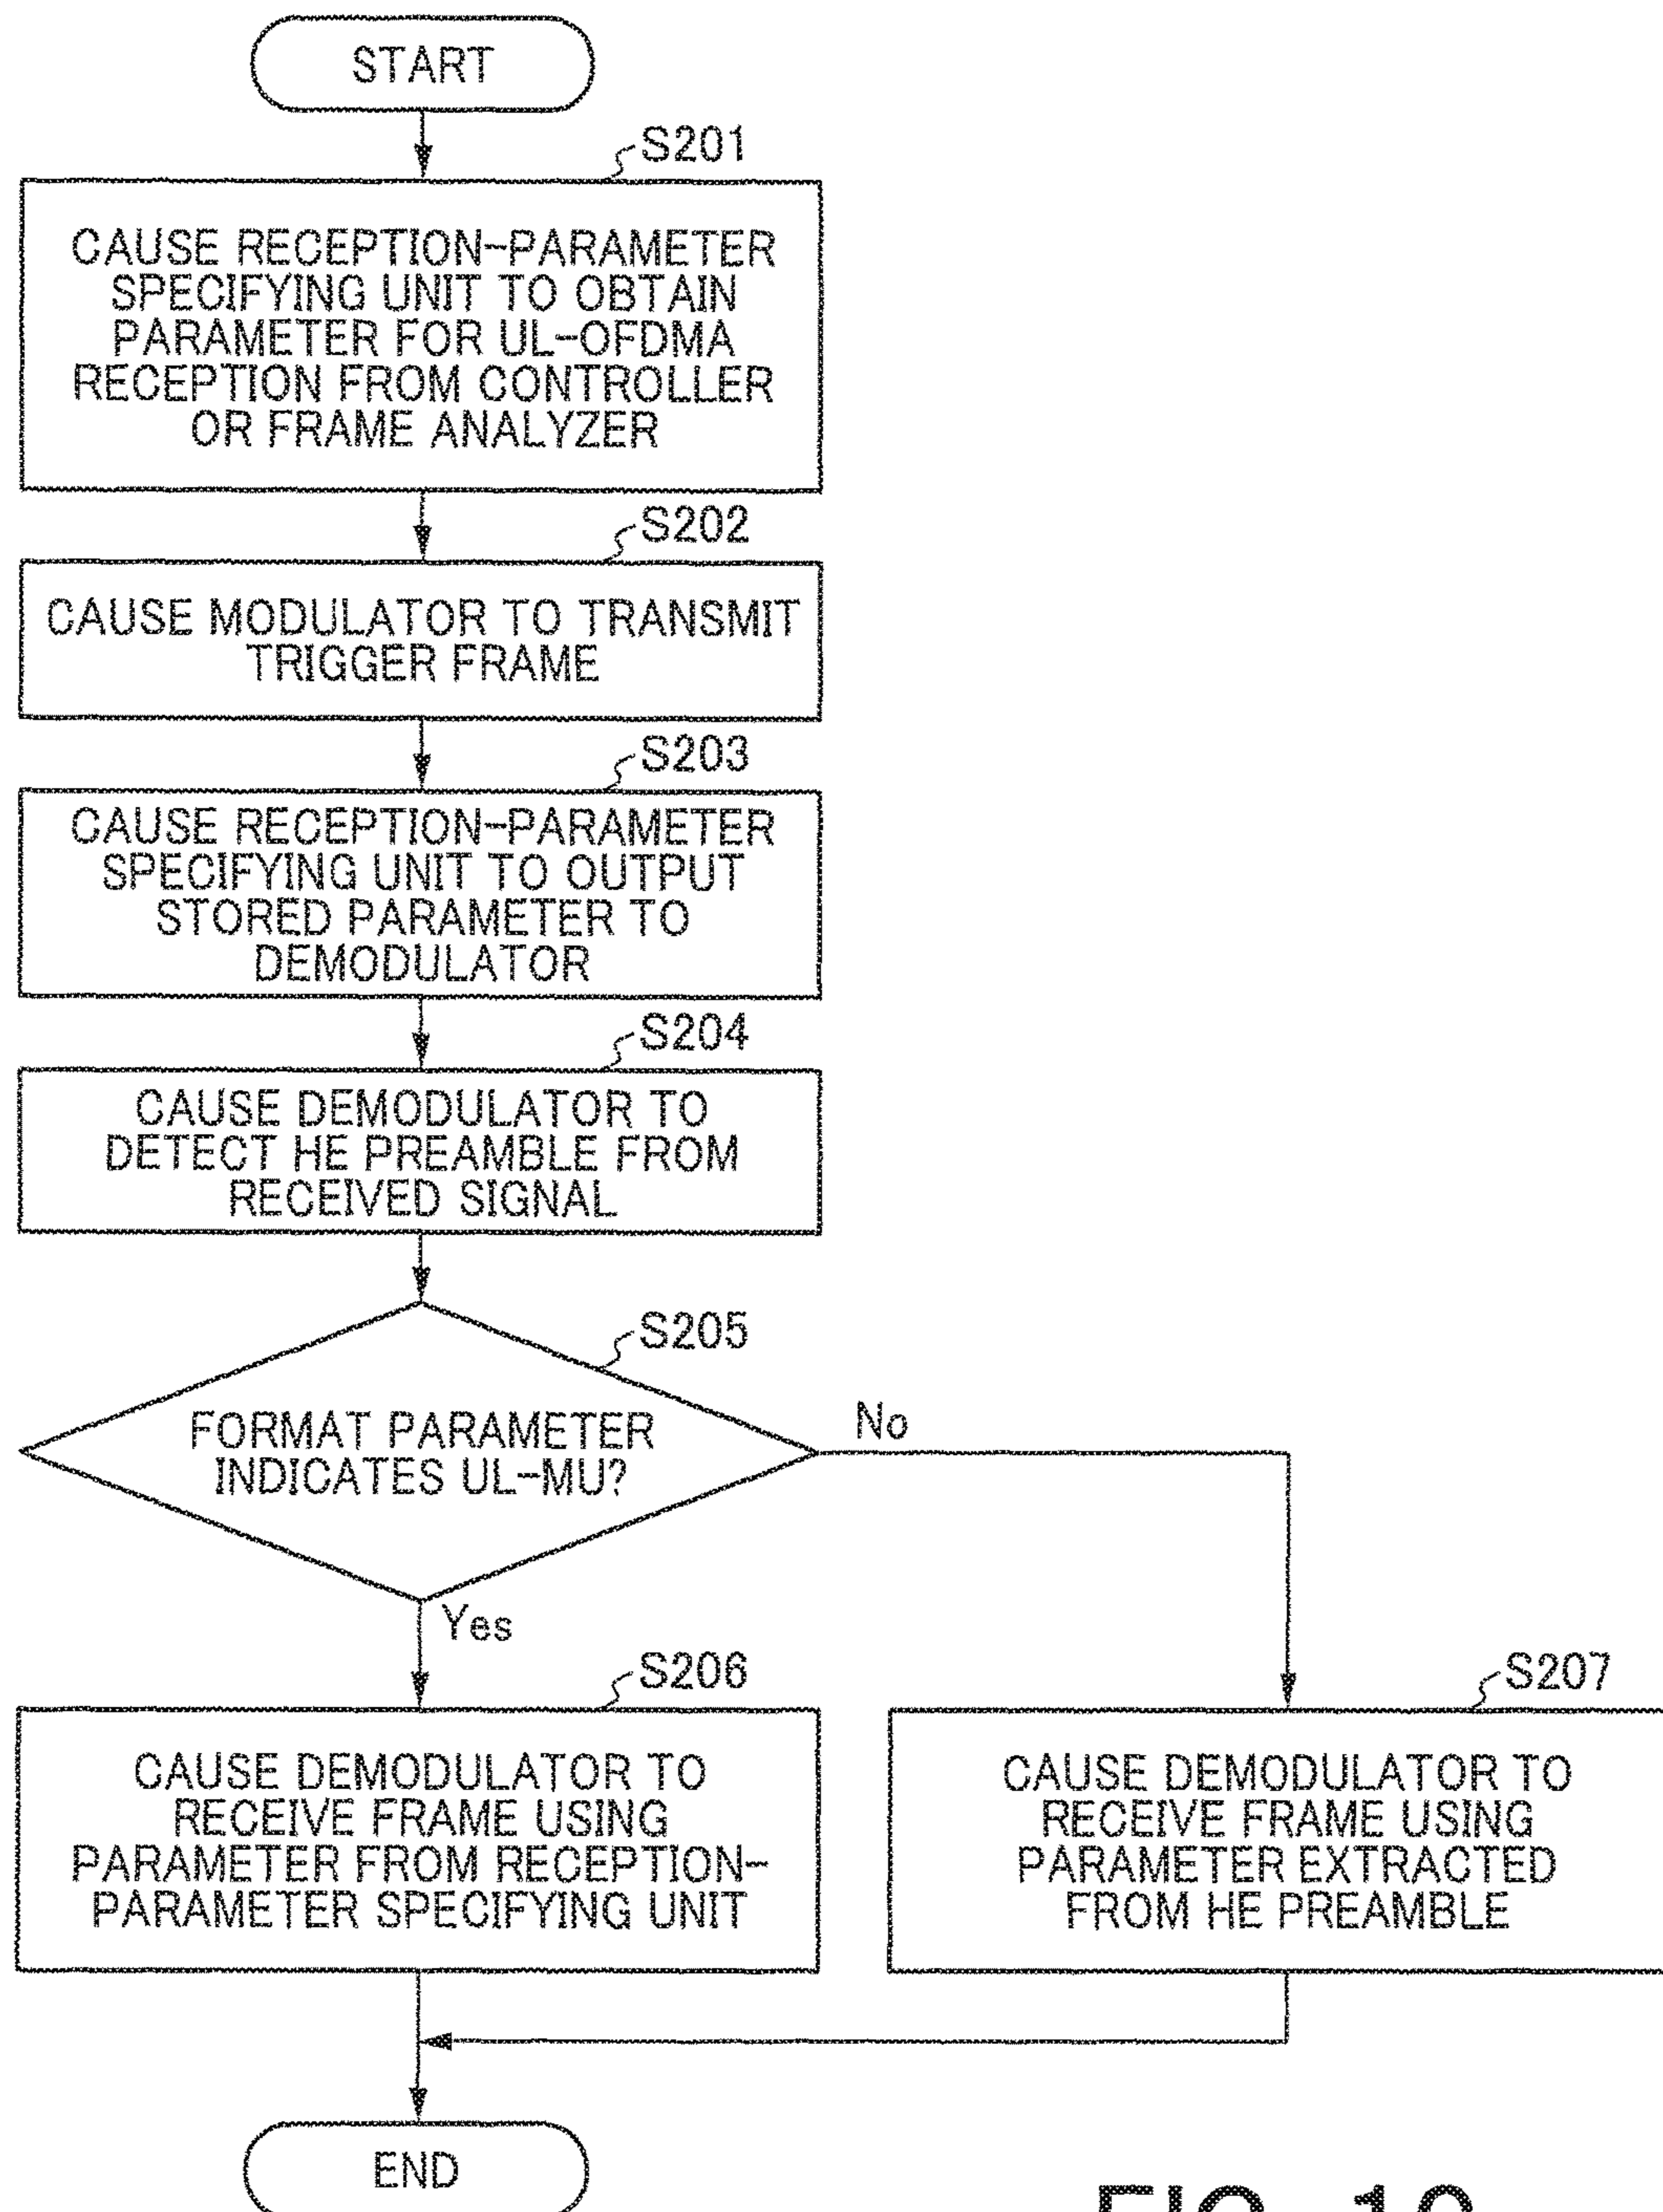 START
S201
CAUSE RECEPTION-PARAMETER
SPECIFYING UNIT TO OBTAIN
PARAMETER FOR UL-OFDMA
RECEPTION FROM CONTROLLER
OR FRAME ANALYZER
S202
CAUSE MODULATOR TO TRANSMIT
TRIGGER FRAME
S203
CAUSE RECEPTION-PARAMETER
SPECIFYING UNIT TO OUTPUT
STORED PARAMETER TO
DEMODULATOR
S204
CAUSE DEMODULATOR TO
DETECT HE PREAMBLE FROM
RECEIVED SIGNAL
S205
FORMAT PARAMETER
INDICATES UL-MU?
No
Yes
S206
CAUSE DEMODULATOR TO
RECEIVE FRAME USING
PARAMETER FROM RECEPTION-
PARAMETER SPECIFYING UNIT
S207
CAUSE DEMODULATOR TO
RECEIVE FRAME USING
PARAMETER EXTRACTED
FROM HE PREAMBLE
END